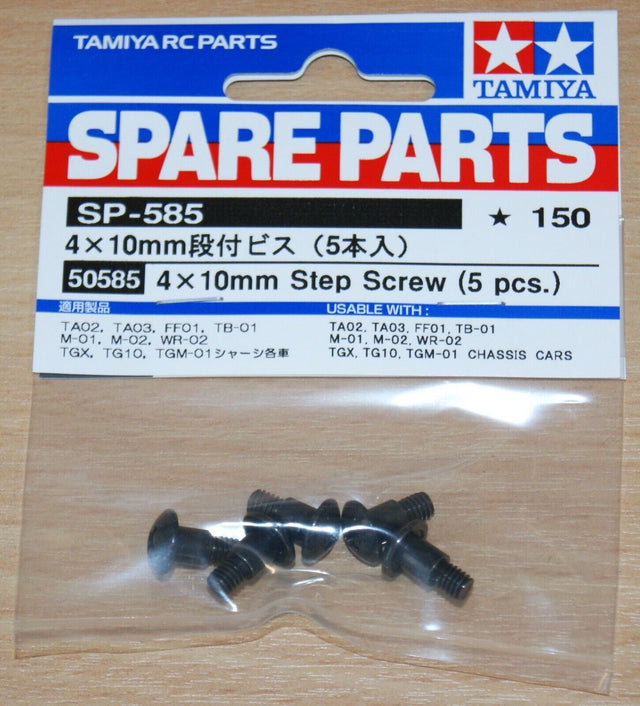 TAMIYA RC PARTS
TAMIYA
SPARE PARTS
SP-585 ★ 150
4×10mm段付ビス（5本入）
50585 4×10mm Step Screw (5 pcs.)
適用製品
TA02, TA03, FF01, TB-01
M-01, M-02, WR-02
TGX, TG10, TGM-01シャーシ各車
USABLE WITH :
TA02, TA03, FF01, TB-01
M-01, M-02, WR-02
TGX, TG10, TGM-01 CHASSIS CARS